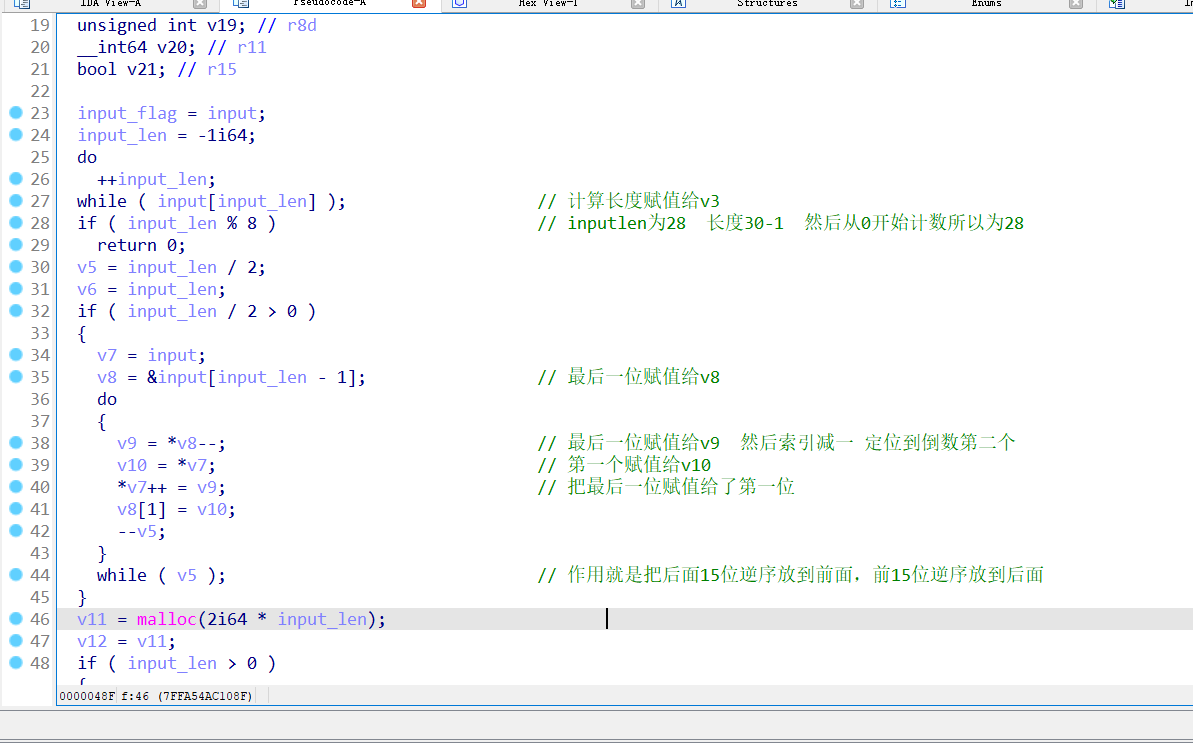 IDA View-A Pseudocode-A Hex View-1 Structures Enums
19 unsigned int v19; // r8d
20 __int64 v20; // r11
21 bool v21; // r15
22
23 input_flag = input;
24 input_len = -1i64;
25 do
26 ++input_len;
27 while ( input[input_len] ); // 计算长度赋值给v3
28 if ( input_len % 8 ) // inputlen为28 长度30-1 然后从0开始计数所以为28
29 return 0;
30 v5 = input_len / 2;
31 v6 = input_len;
32 if ( input_len / 2 > 0 )
33 {
34 v7 = input;
35 v8 = &input[input_len - 1]; // 最后一位赋值给v8
36 do
37 {
38 v9 = *v8--; // 最后一位赋值给v9 然后索引减一 定位到倒数第二个
39 v10 = *v7; // 第一个赋值给v10
40 *v7++ = v9; // 把最后一位赋值给了第一位
41 v8[1] = v10;
42 --v5;
43 }
44 while ( v5 ); // 作用就是把后面15位逆序放到前面，前15位逆序放到后面
45 }
46 v11 = malloc(2i64 * input_len);
47 v12 = v11;
48 if ( input_len > 0 )
0000048F f:46 (7FFA54AC108F)